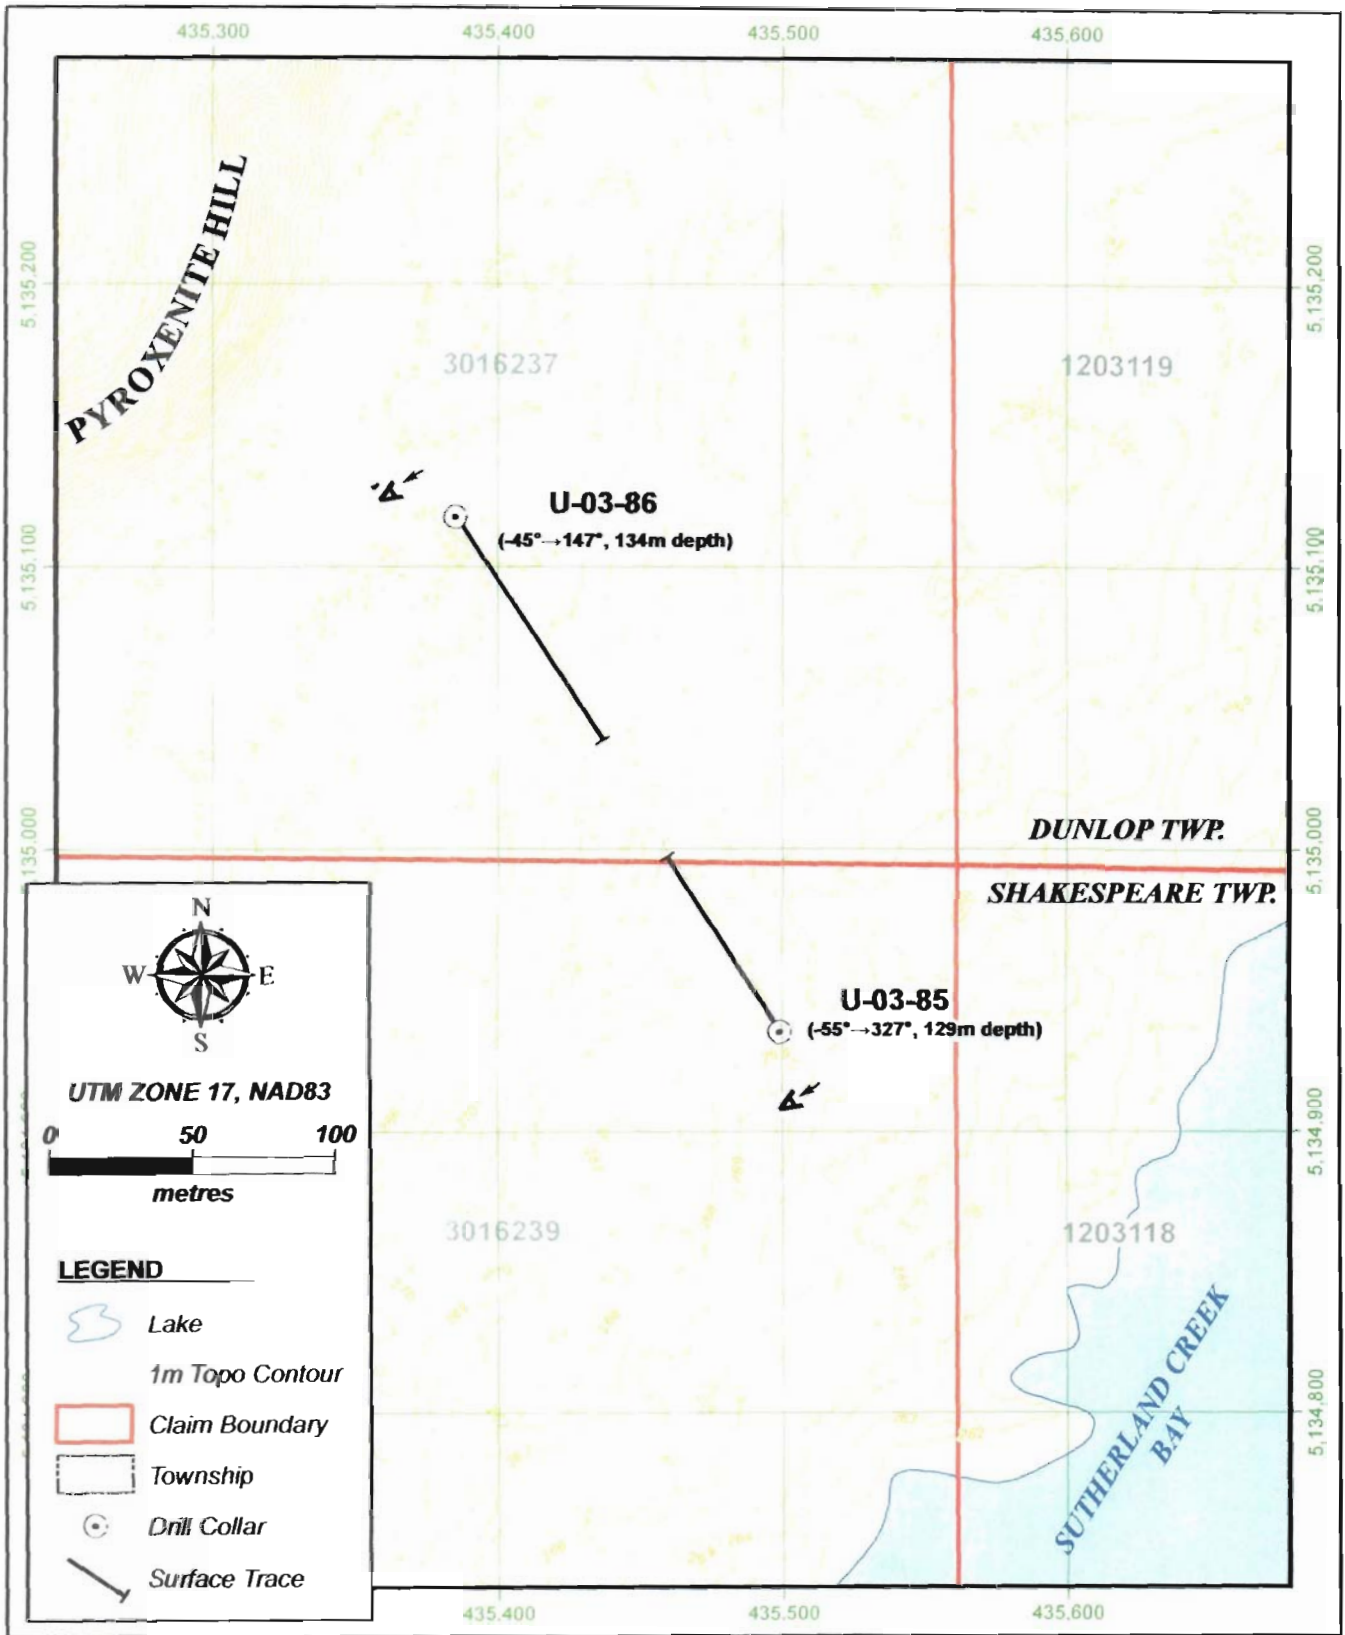 435,300 435,400 435,500 435,600
PYROXENITE HILL
5,135,200 5,135,200
3016237 1203119
U-03-86
(-45°→147°, 134m depth)
5,135,100 5,135,100
A A'
DUNLOP TWP.
135,000 5,135,000
SHAKESPEARE TWP.
N
W E
S
U-03-85
(-55°→327°, 129m depth)
UTM ZONE 17, NAD83
0 50 100
metres
A
5,134,900
3016239 1203118
LEGEND
Lake
1m Topo Contour
Claim Boundary
Township
Drill Collar
Surface Trace
SUTHERLAND CREEK
BAY
5,134,800
262
435,400 435,500 435,600